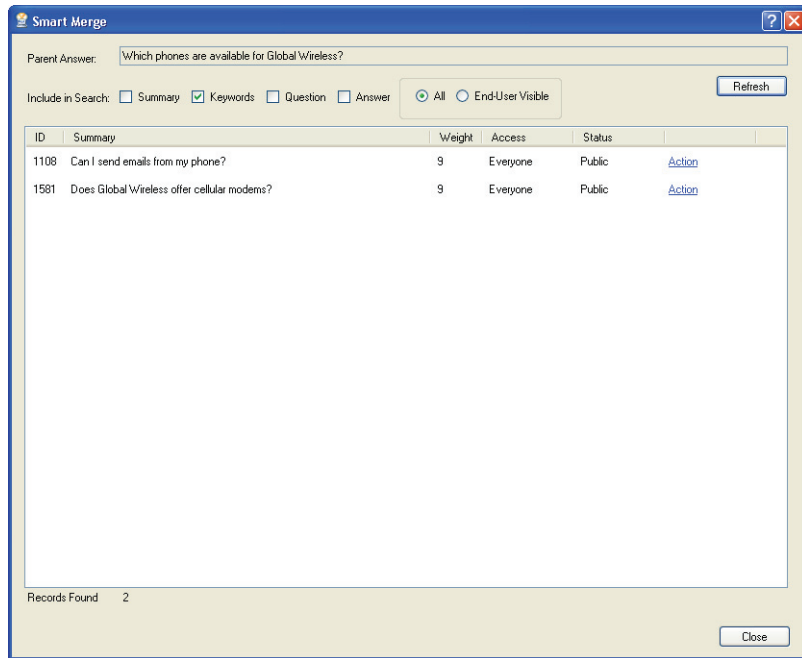 Smart Merge
Parent Answer: Which phones are available for Global Wireless?
Include in Search: Summary Keywords Question Answer All End-User Visible Refresh
ID Summary Weight Access Status
1108 Can I send emails from my phone? 9 Everyone Public Action
1581 Does Global Wireless offer cellular modems? 9 Everyone Public Action
Records Found 2
Close